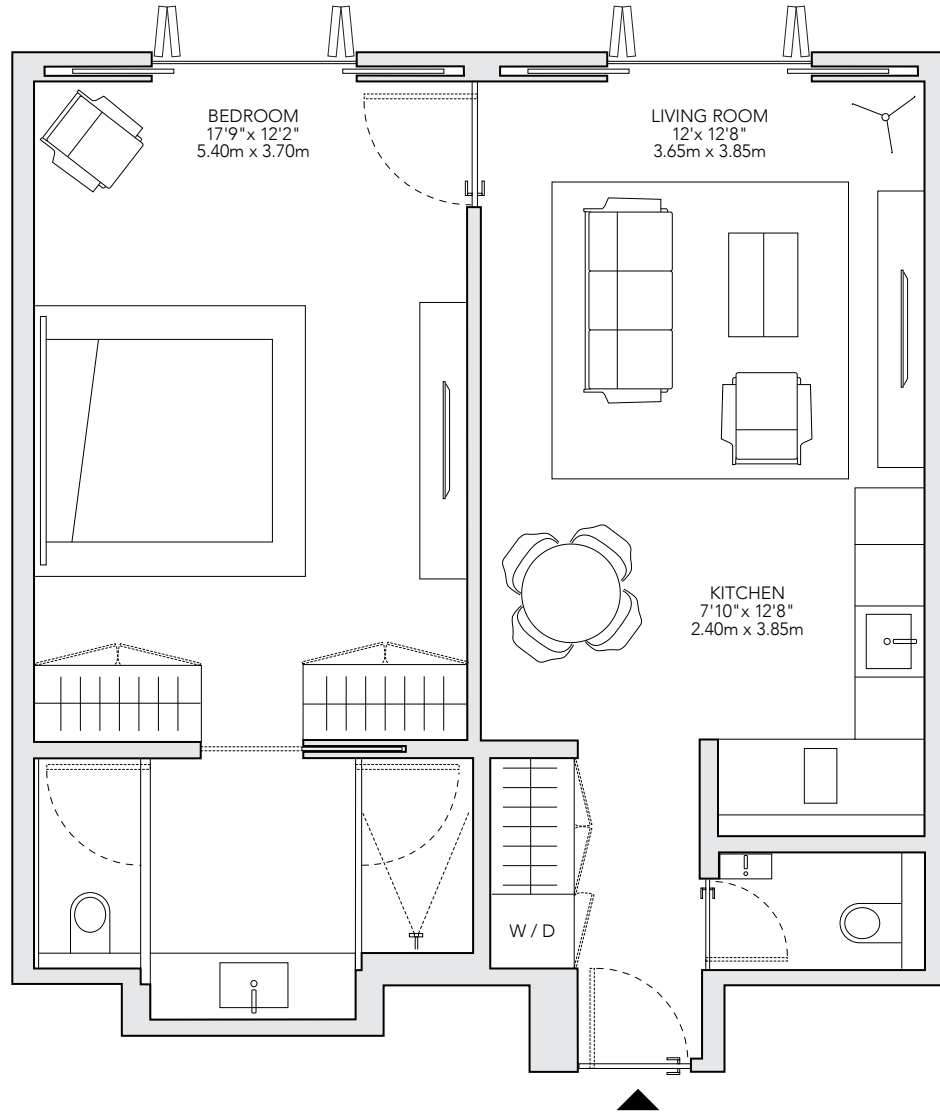 BEDROOM
17'9"x 12'2"
5.40m x 3.70m
LIVING ROOM
12'x 12'8"
3.65m x 3.85m
KITCHEN
7'10"x 12'8"
2.40m x 3.85m
W / D